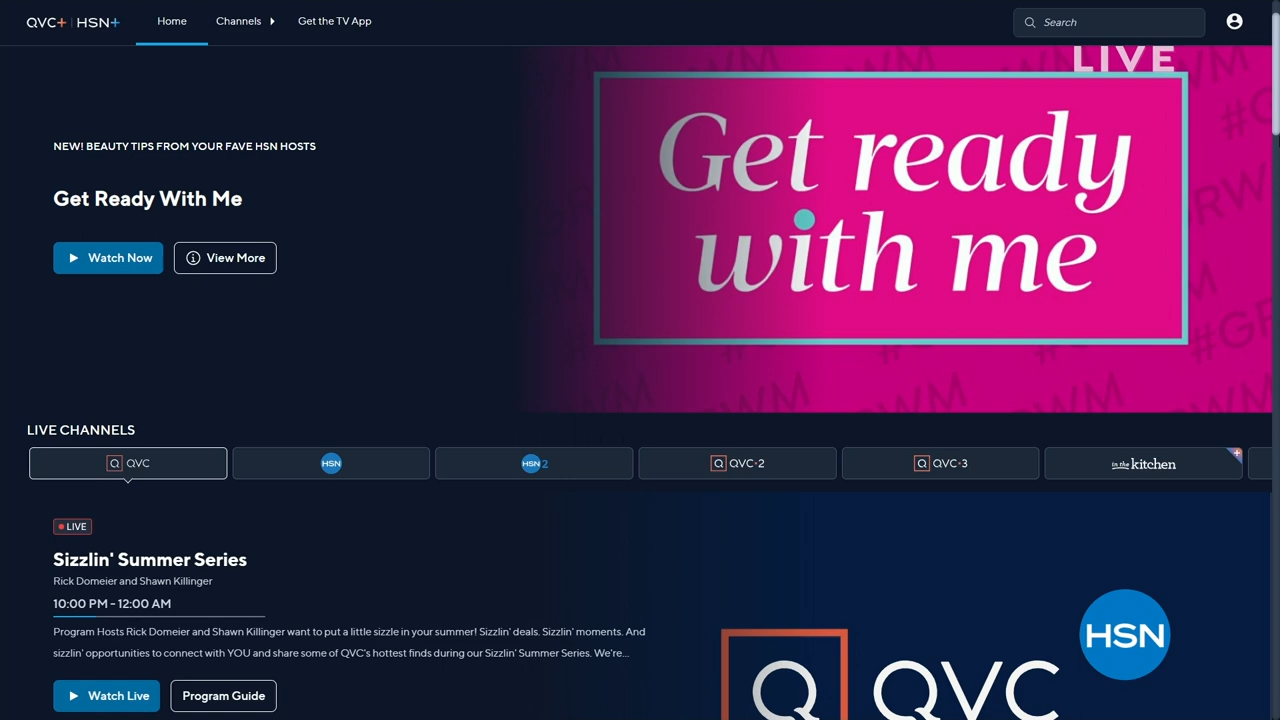 QVC+ | HSN+
Home
Channels
Get the TV App
Search
LIVE
NEW! BEAUTY TIPS FROM YOUR FAVE HSN HOSTS
Get Ready With Me
Watch Now
View More
Get ready
with me
LIVE CHANNELS
Q QVC
HSN
HSN 2
Q QVC-2
Q QVC-3
in the kitchen
LIVE
Sizzlin' Summer Series
Rick Domeier and Shawn Killinger
10:00 PM - 12:00 AM
Program Hosts Rick Domeier and Shawn Killinger want to put a little sizzle in your summer! Sizzlin' deals. Sizzlin' moments. And
sizzlin' opportunities to connect with YOU and share some of QVC's hottest finds during our Sizzlin' Summer Series. We're...
Watch Live
Program Guide
Q QVC
HSN